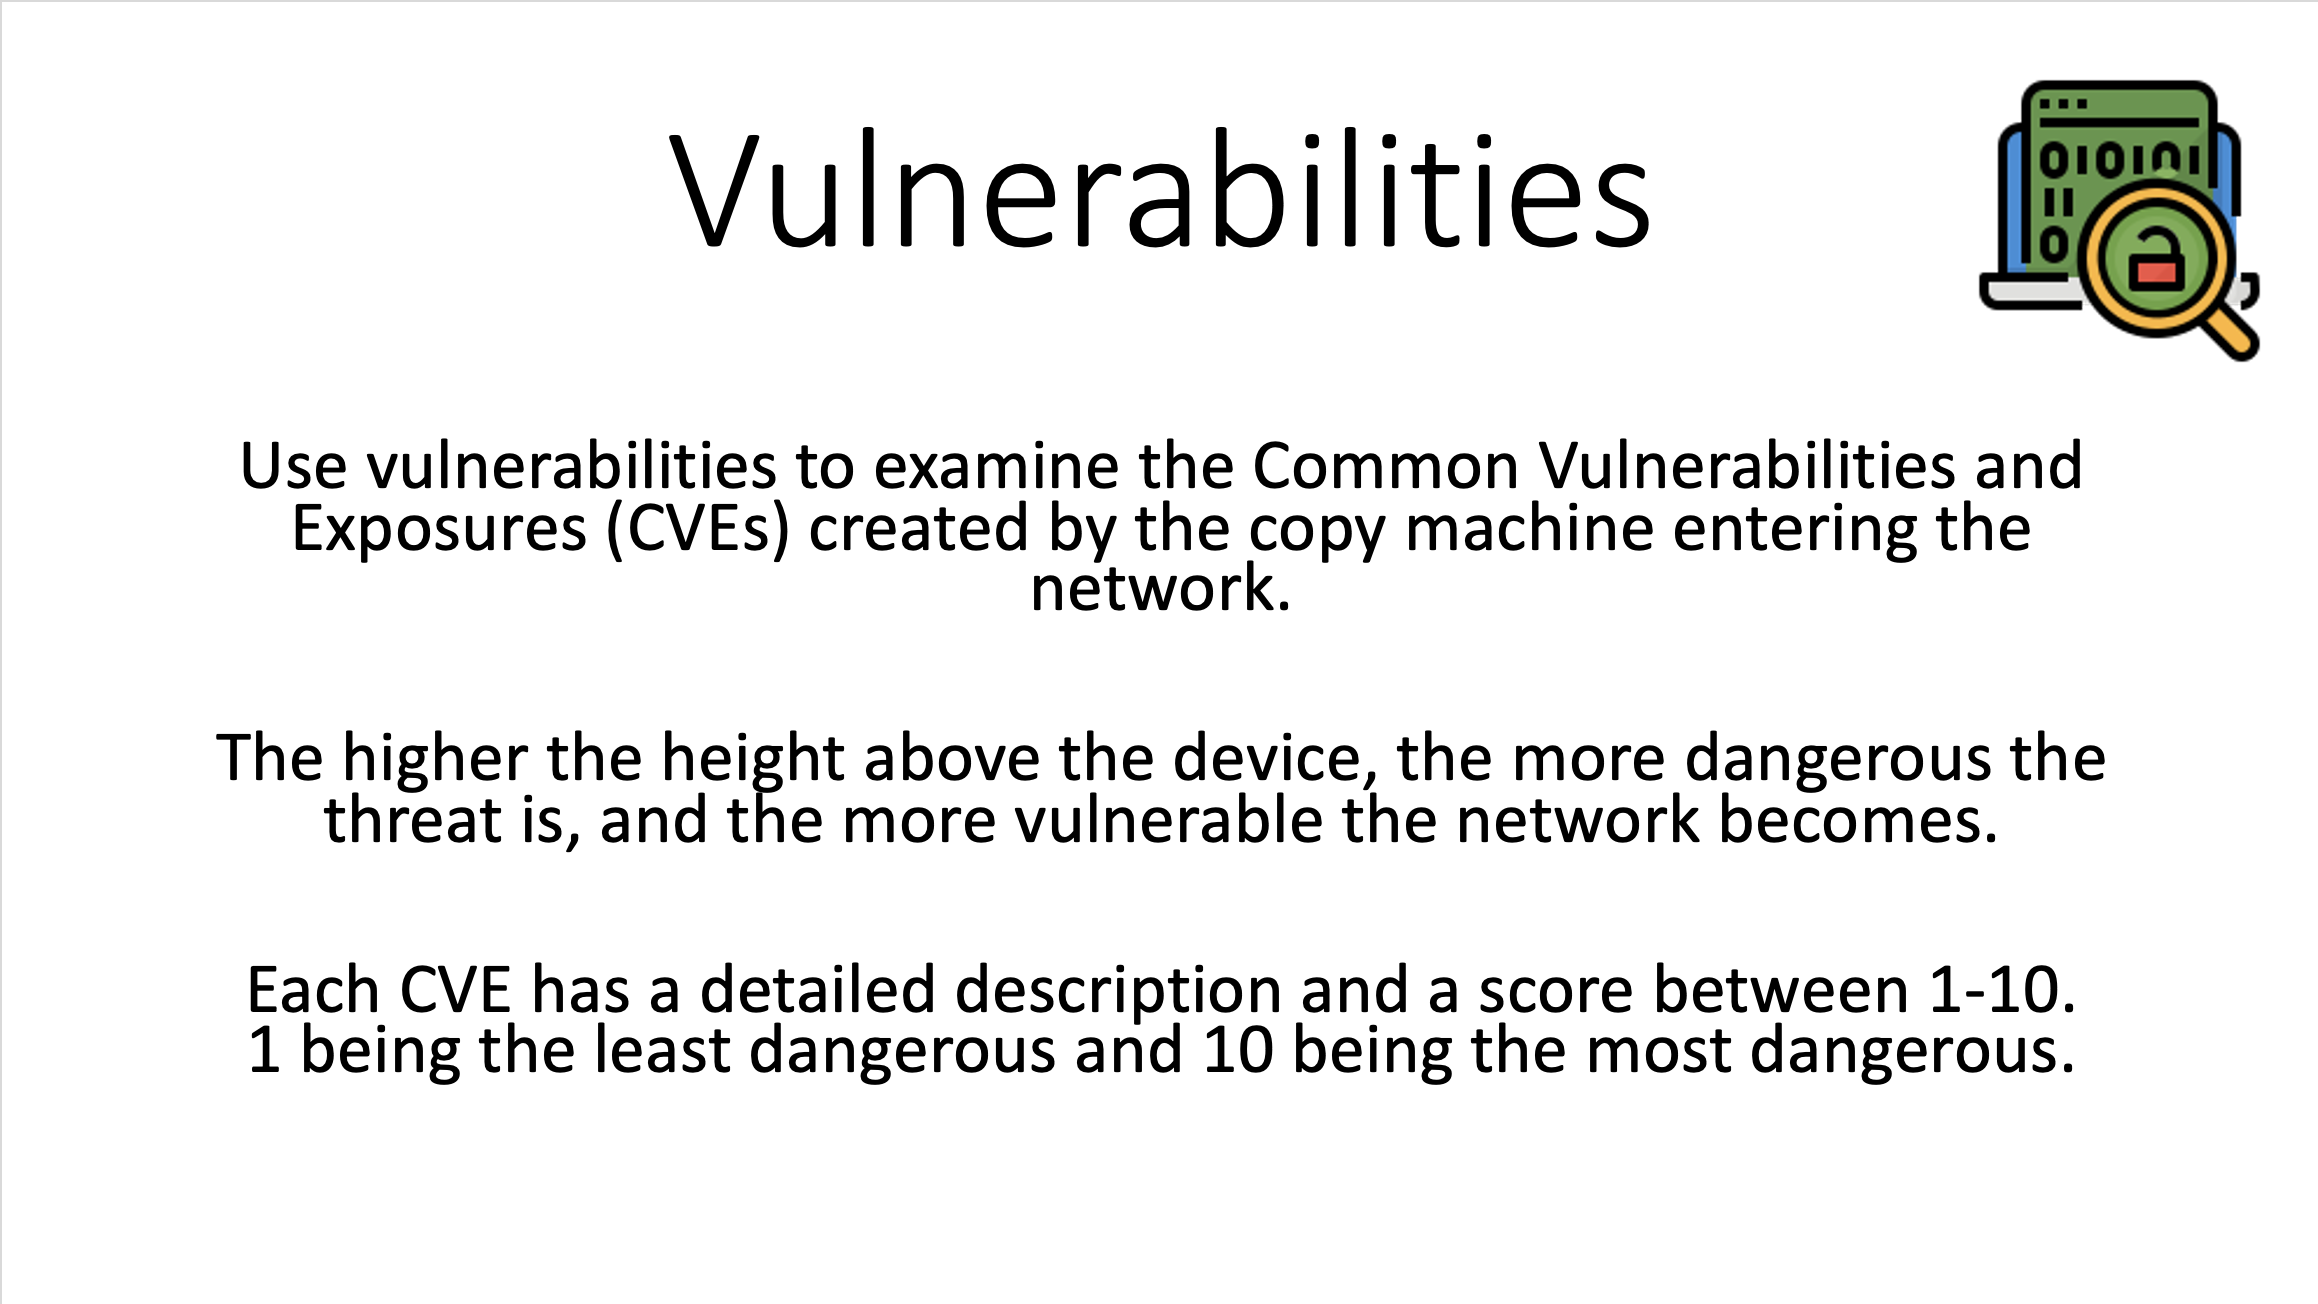 Vulnerabilities
010101
11
0
Use vulnerabilities to examine the Common Vulnerabilities and
Exposures (CVEs) created by the copy machine entering the
network.
The higher the height above the device, the more dangerous the
threat is, and the more vulnerable the network becomes.
Each CVE has a detailed description and a score between 1-10.
1 being the least dangerous and 10 being the most dangerous.